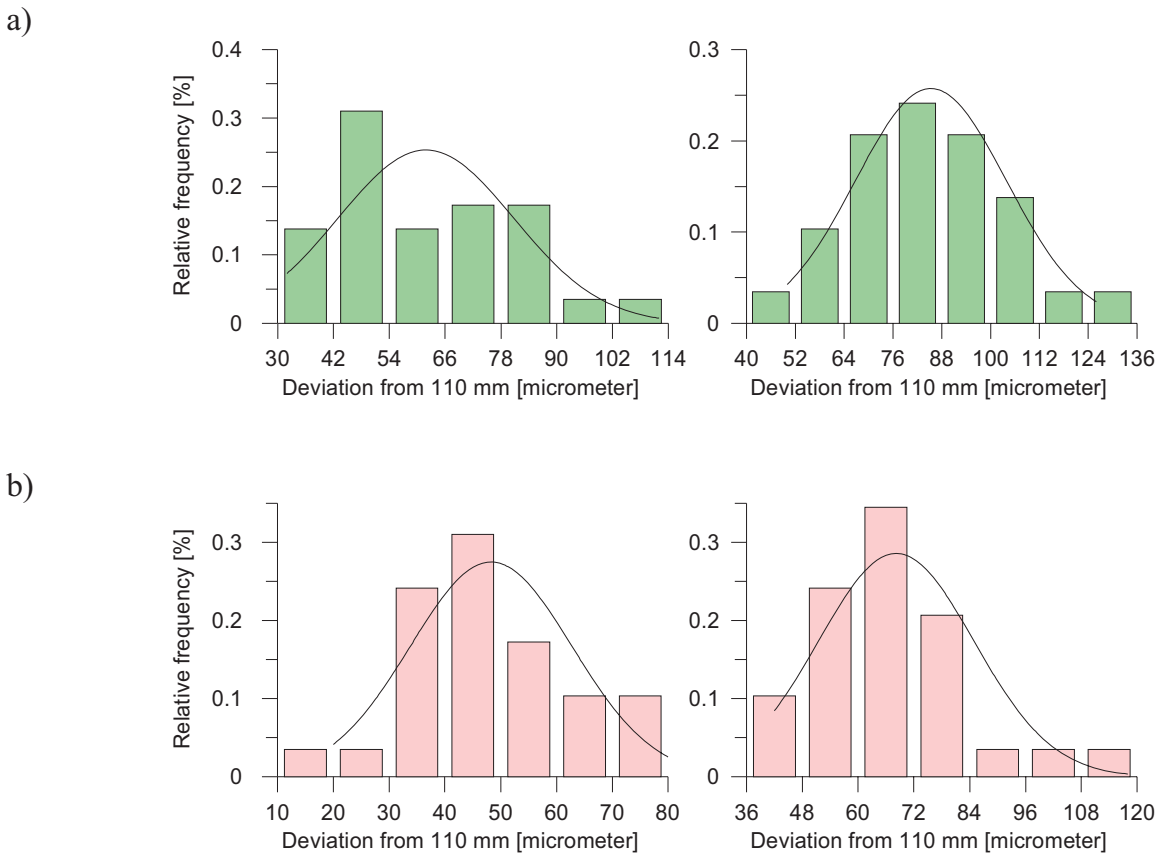 a)
Relative frequency [%]
0.4
0.3
0.2
0.1
0
30 42 54 66 78 90 102 114
Deviation from 110 mm [micrometer]
0.3
0.2
0.1
0
40 52 64 76 88 100 112 124 136
Deviation from 110 mm [micrometer]
b)
Relative frequency [%]
0.3
0.2
0.1
0
10 20 30 40 50 60 70 80
Deviation from 110 mm [micrometer]
0.3
0.2
0.1
0
36 48 60 72 84 96 108 120
Deviation from 110 mm [micrometer]